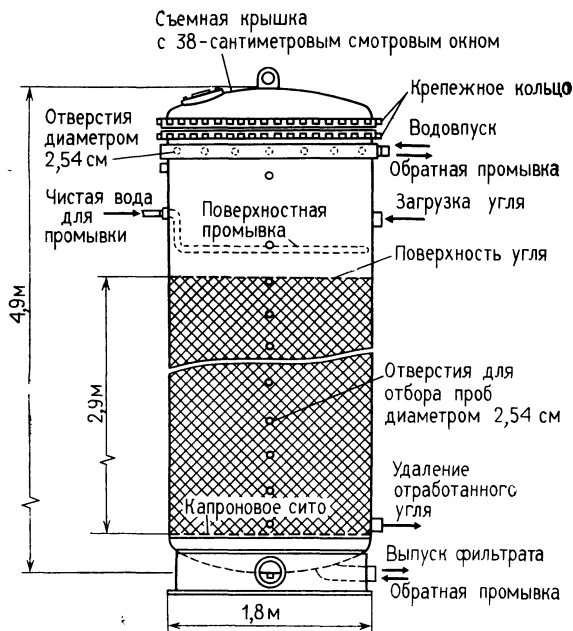 Съемная крышка
с 38-сантиметровым смотровым окном
Крепежное кольцо
Отверстия
диаметром
2,54 см
Водовпуск
Обратная промывка
Чистая вода
для
промывки
Поверхностная
промывка
Загрузка угля
Поверхность угля
4,9м
2,9м
Отверстия для
отбора проб
диаметром 2,54 см
Удаление
отработанного
угля
Капроновое сито
Выпуск фильтрата
Обратная промывка
1,8м